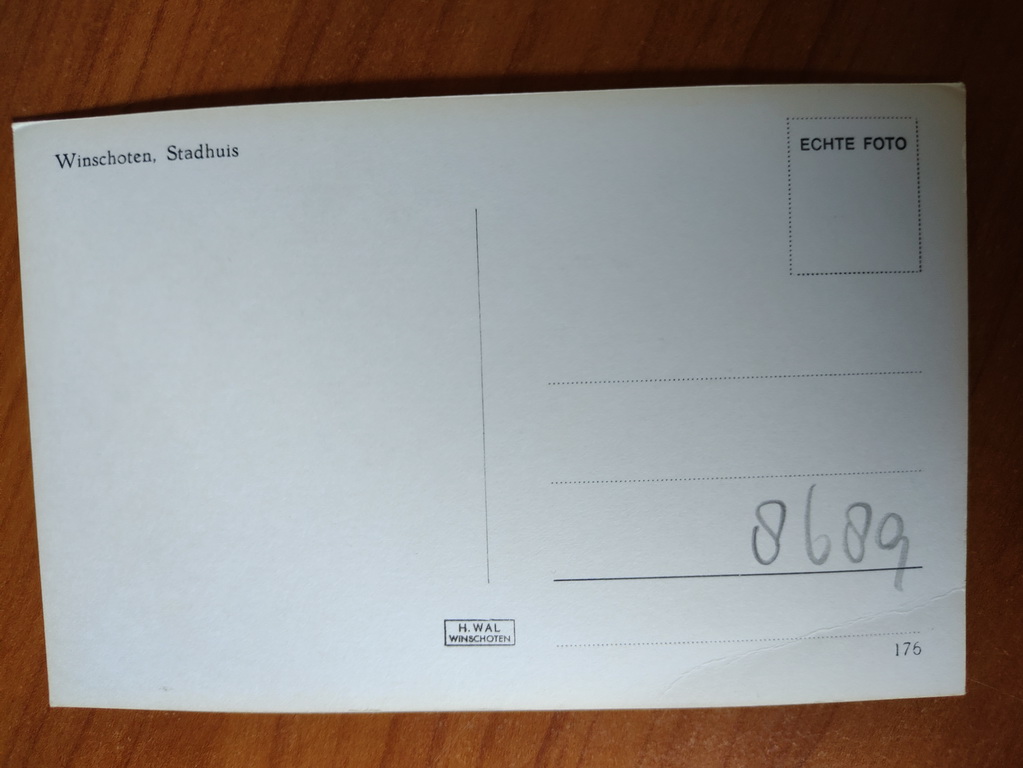 Winschoten, Stadhuis
ECHTE FOTO
8689
H. WAL
WINSCHOTEN
176